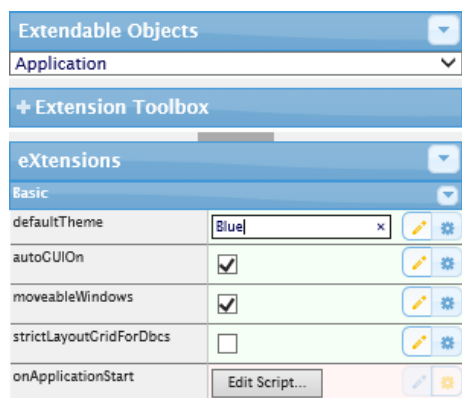 Extendable Objects
Application
+ Extension Toolbox
eXtensions
Basic
defaultTheme Blue ×
autoGUIOn
moveableWindows
strictLayoutGridForDbcs
onApplicationStart Edit Script...